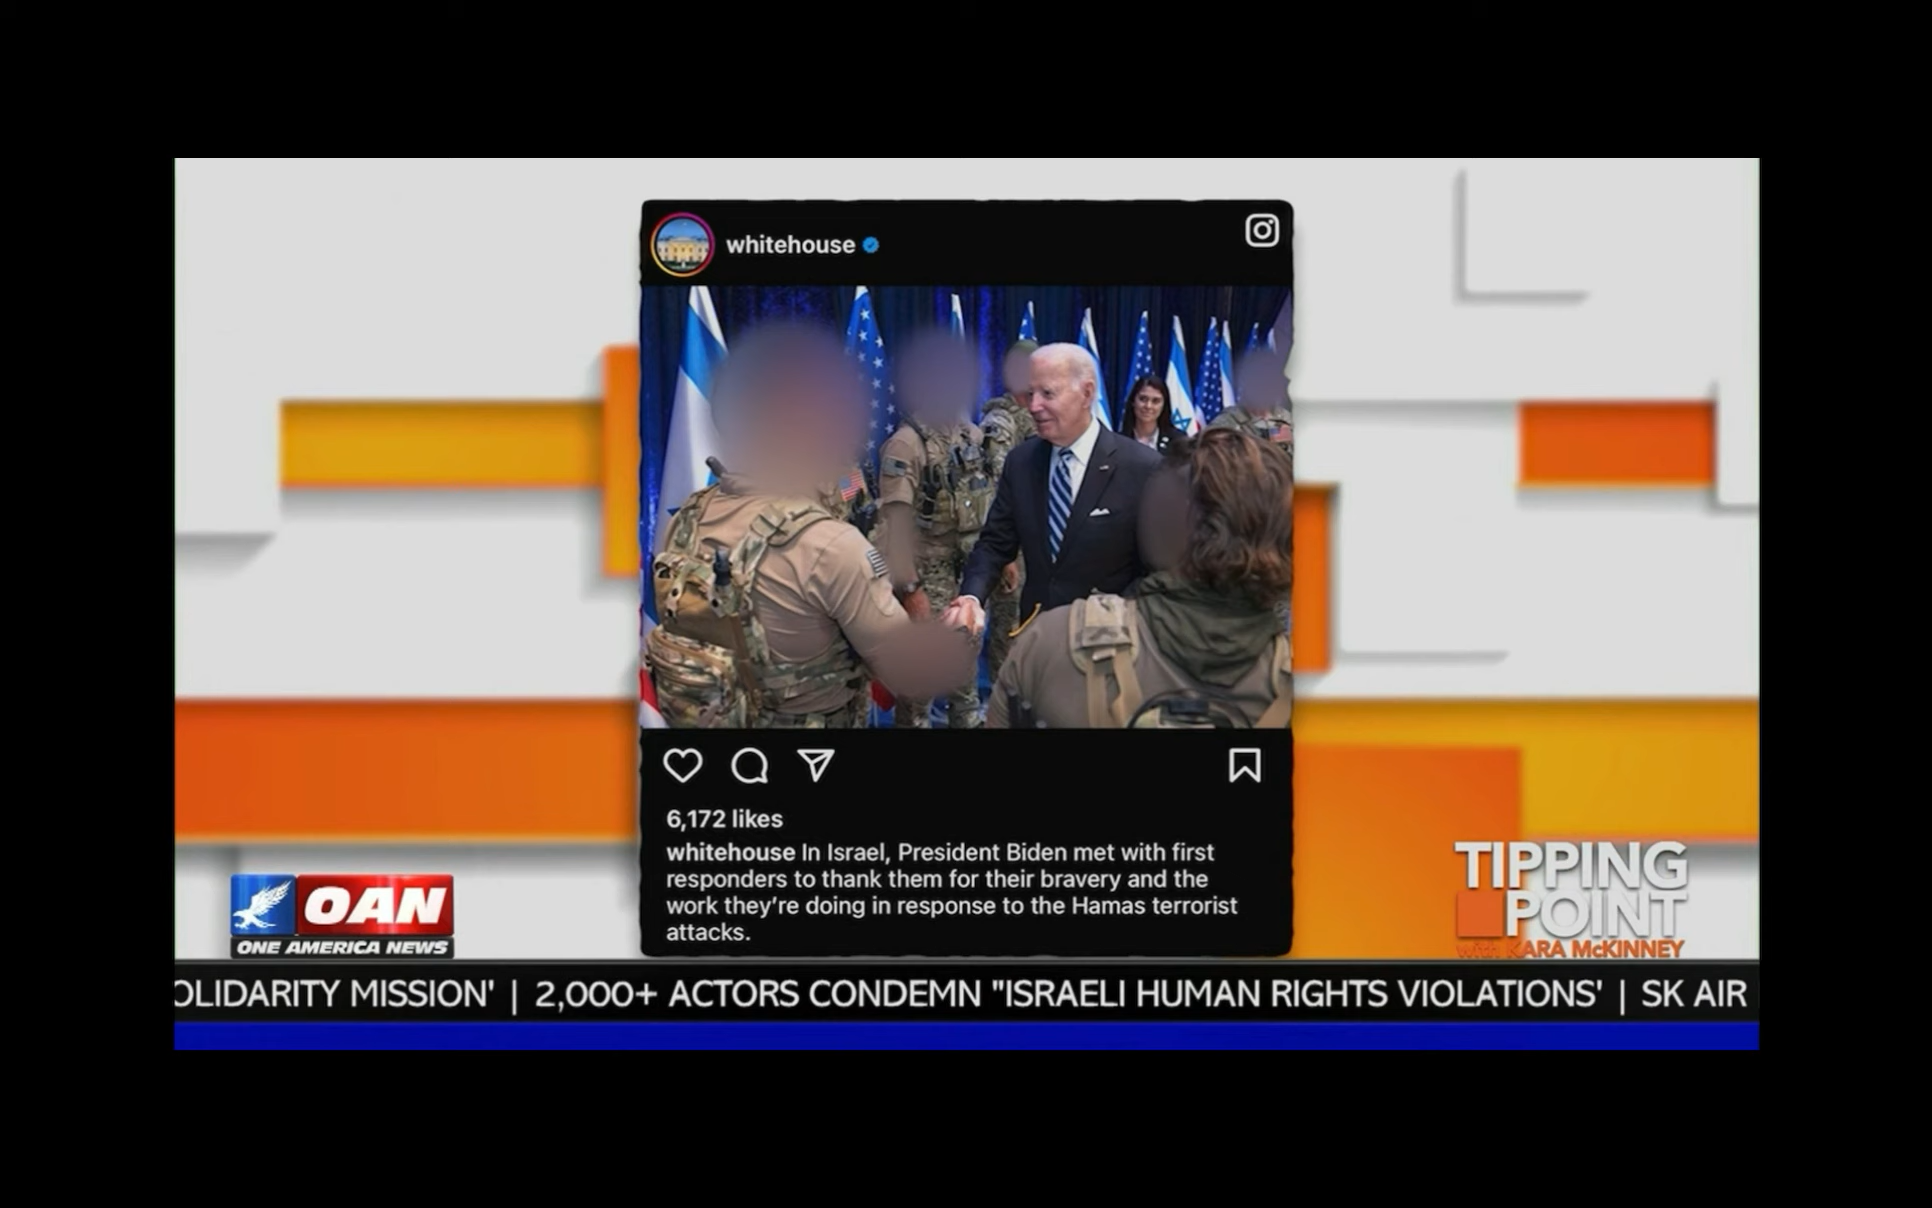 whitehouse
6,172 likes
whitehouse In Israel, President Biden met with first
responders to thank them for their bravery and the
work they're doing in response to the Hamas terrorist
attacks.
OAN
ONE AMERICA NEWS
TIPPING
POINT
with KARA McKINNEY
OLIDARITY MISSION' | 2,000+ ACTORS CONDEMN "ISRAELI HUMAN RIGHTS VIOLATIONS' | SK AIR